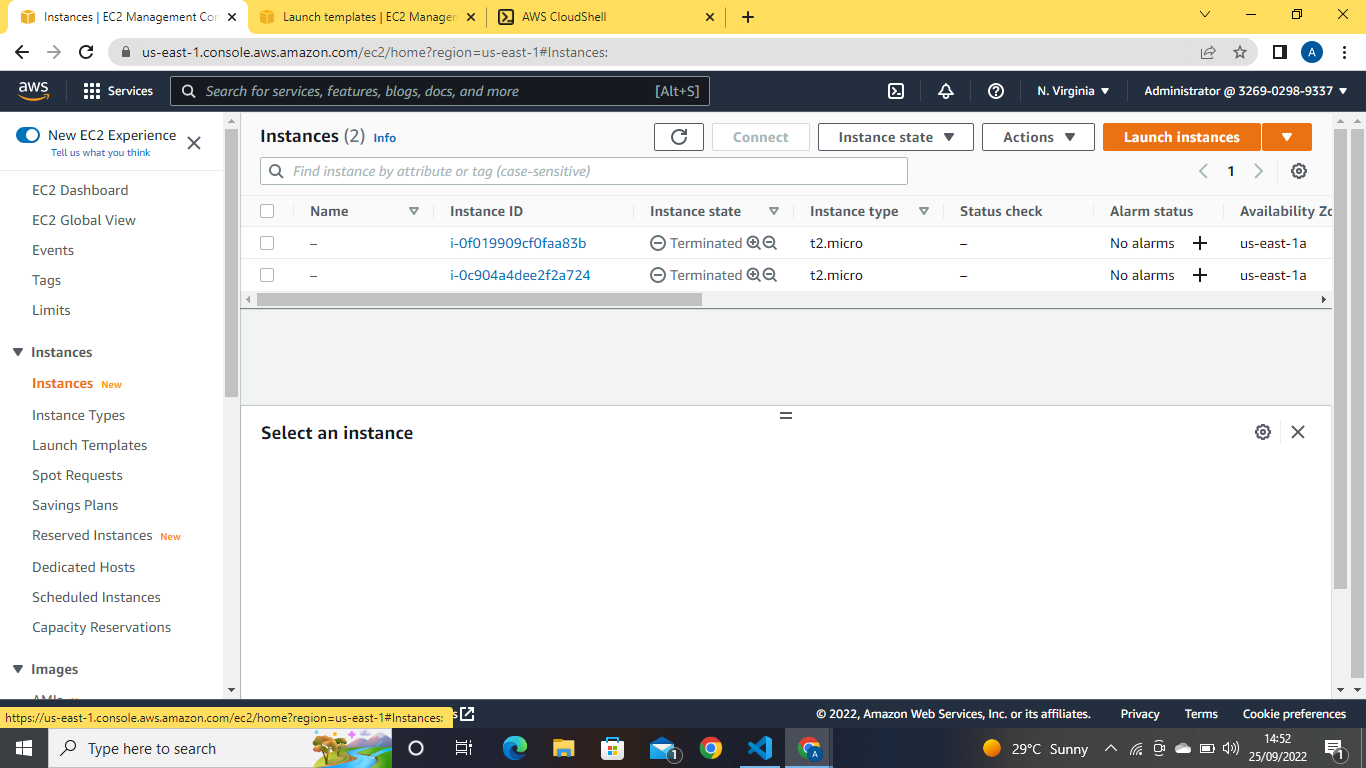 Instances | EC2 Management Con
Launch templates | EC2 Managem
AWS CloudShell
us-east-1.console.aws.amazon.com/ec2/home?region=us-east-1#Instances:
A
aws
Services
Search for services, features, blogs, docs, and more
[Alt+S]
N. Virginia
Administrator @ 3269-0298-9337
New EC2 Experience
Tell us what you think
EC2 Dashboard
EC2 Global View
Events
Tags
Limits
Instances
Instances New
Instance Types
Launch Templates
Spot Requests
Savings Plans
Reserved Instances New
Dedicated Hosts
Scheduled Instances
Capacity Reservations
Images
Instances (2) Info
Connect
Instance state
Actions
Launch instances
Find instance by attribute or tag (case-sensitive)
1
Name Instance ID Instance state Instance type Status check Alarm status Availability Zo
– i-0f019909cf0faa83b Terminated t2.micro – No alarms + us-east-1a
– i-0c904a4dee2f2a724 Terminated t2.micro – No alarms + us-east-1a
Select an instance
https://us-east-1.console.aws.amazon.com/ec2/home?region=us-east-1#Instances:
© 2022, Amazon Web Services, Inc. or its affiliates. Privacy Terms Cookie preferences
Type here to search
1
A
29°C Sunny
14:52
25/09/2022
1